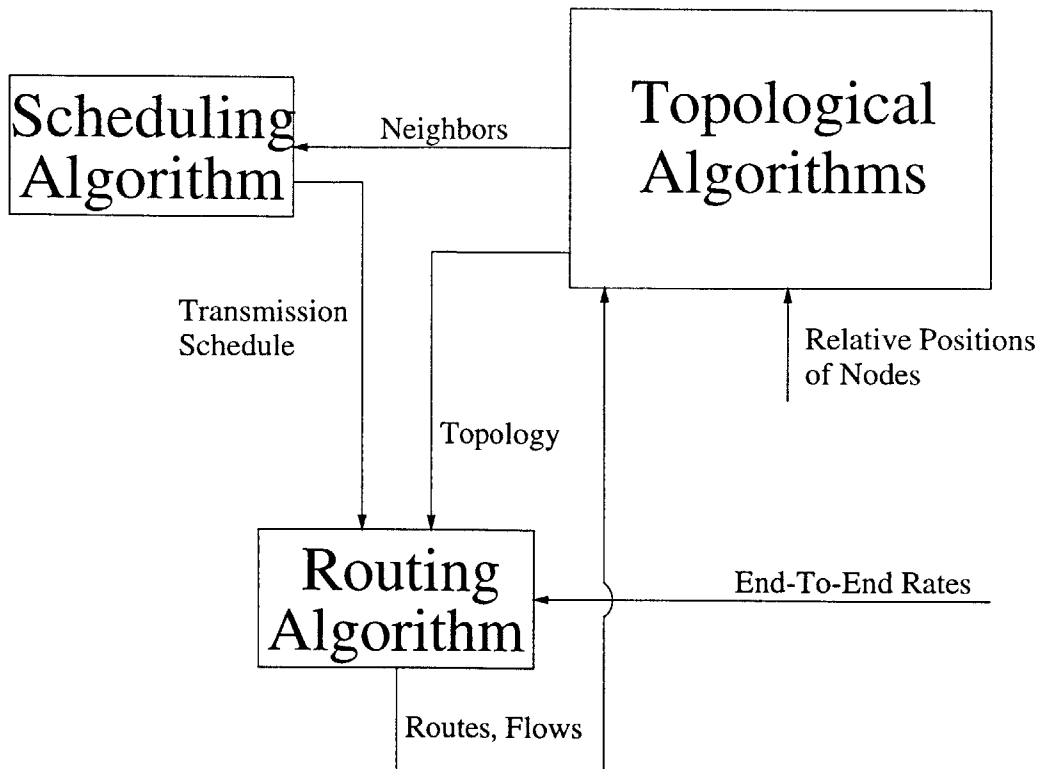 Topological
Algorithms
Scheduling
Algorithm
Neighbors
Transmission
Schedule
Relative Positions
of Nodes
Topology
Routing
Algorithm
End-To-End Rates
Routes, Flows